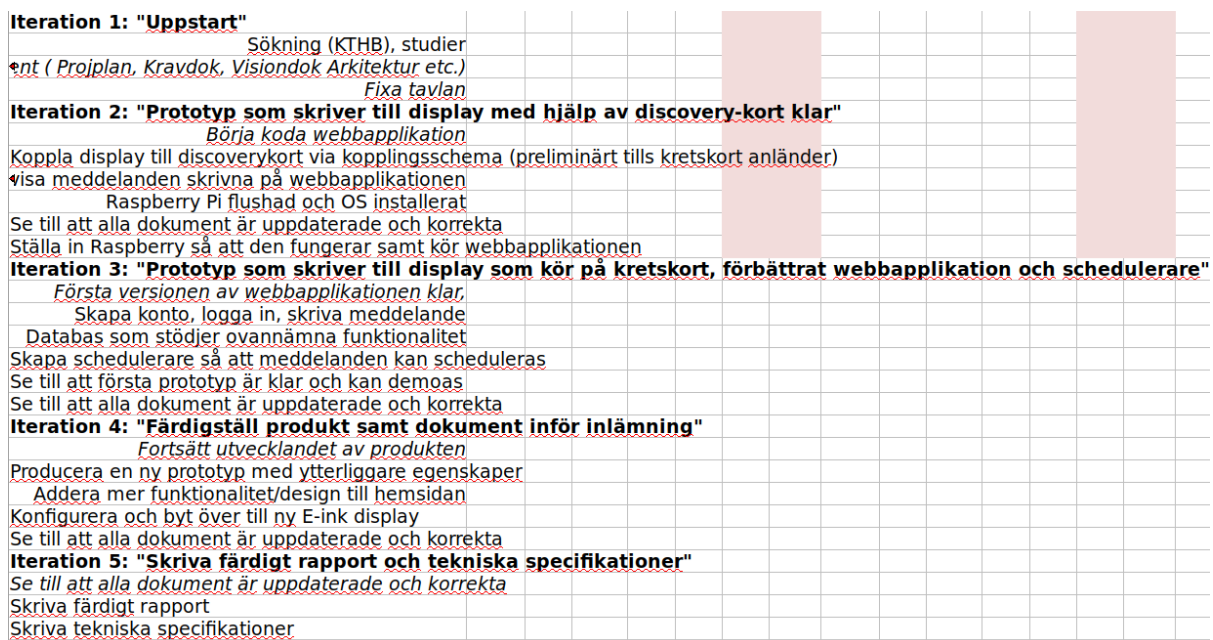 Iteration 1: "Uppstart"
Sökning (KTHB), studier
ent ( Projplan, Kravdok, Visiondok Arkitektur etc.)
Fixa tavlan
Iteration 2: "Prototyp som skriver till display med hjälp av discovery-kort klar"
Börja koda webbapplikation
Koppla display till discoverykort via kopplingsschema (preliminärt tills kretskort anländer)
visa meddelanden skrivna på webbapplikationen
Raspberry Pi flushad och OS installerat
Se till att alla dokument är uppdaterade och korrekta
Ställa in Raspberry så att den fungerar samt kör webbapplikationen
Iteration 3: "Prototyp som skriver till display som kör på kretskort, förbättrat webbapplikation och schedulerare"
Första versionen av webbapplikationen klar,
Skapa konto, logga in, skriva meddelande
Databas som stödjer ovannämna funktionalitet
Skapa schedulerare så att meddelanden kan scheduleras
Se till att första prototyp är klar och kan demoas
Se till att alla dokument är uppdaterade och korrekta
Iteration 4: "Färdigställ produkt samt dokument inför inlämning"
Fortsätt utvecklandet av produkten
Producera en ny prototyp med ytterliggare egenskaper
Addera mer funktionalitet/design till hemsidan
Konfigurera och byt över till ny E-ink display
Se till att alla dokument är uppdaterade och korrekta
Iteration 5: "Skriva färdigt rapport och tekniska specifikationer"
Se till att alla dokument är uppdaterade och korrekta
Skriva färdigt rapport
Skriva tekniska specifikationer